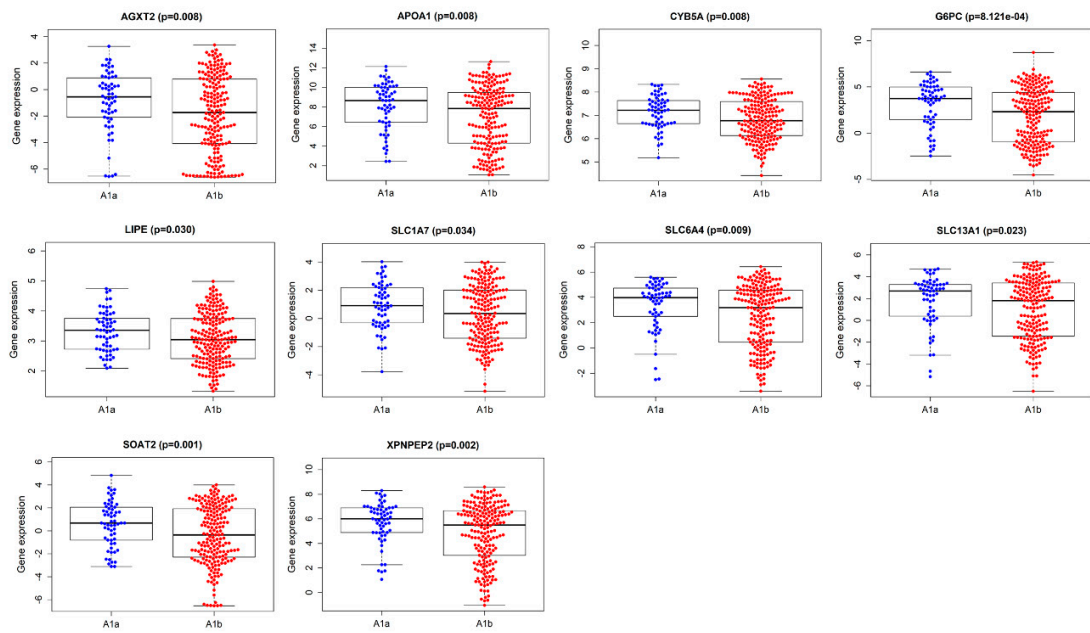 AGXT2 (p=0.008)
Gene expression
4
2
0
-2
-4
-6
A1a
A1b
APOA1 (p=0.008)
Gene expression
14
12
10
8
6
4
2
A1a
A1b
CYB5A (p=0.008)
Gene expression
10
9
8
7
6
5
A1a
A1b
G6PC (p=8.121e-04)
Gene expression
10
5
0
-5
A1a
A1b
LIPE (p=0.030)
Gene expression
6
5
4
3
2
A1a
A1b
SLC1A7 (p=0.034)
Gene expression
4
2
0
-2
-4
A1a
A1b
SLC6A4 (p=0.009)
Gene expression
8
6
4
2
0
-2
A1a
A1b
SLC13A1 (p=0.023)
Gene expression
6
4
2
0
-2
-4
-6
A1a
A1b
SOAT2 (p=0.001)
Gene expression
6
4
2
0
-2
-4
-6
A1a
A1b
XPNPEP2 (p=0.002)
Gene expression
10
8
6
4
2
0
A1a
A1b